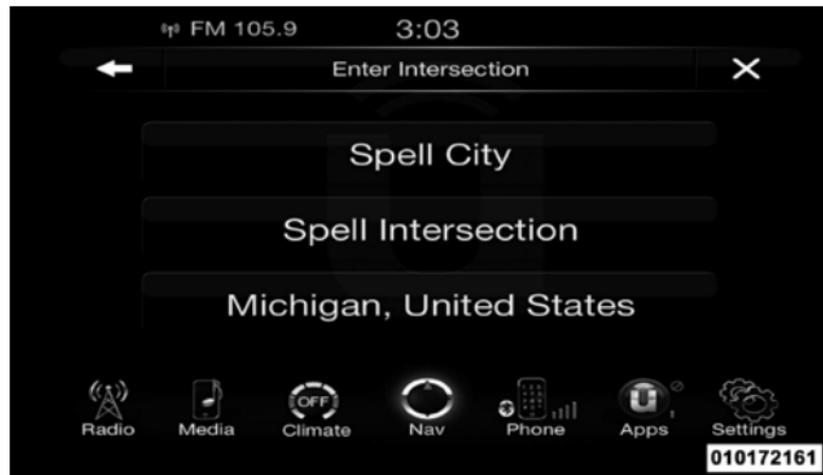 FM 105.9 3:03
Enter Intersection
Spell City
Spell Intersection
Michigan, United States
OFF
Radio Media Climate Nav Phone Apps Settings
010172161